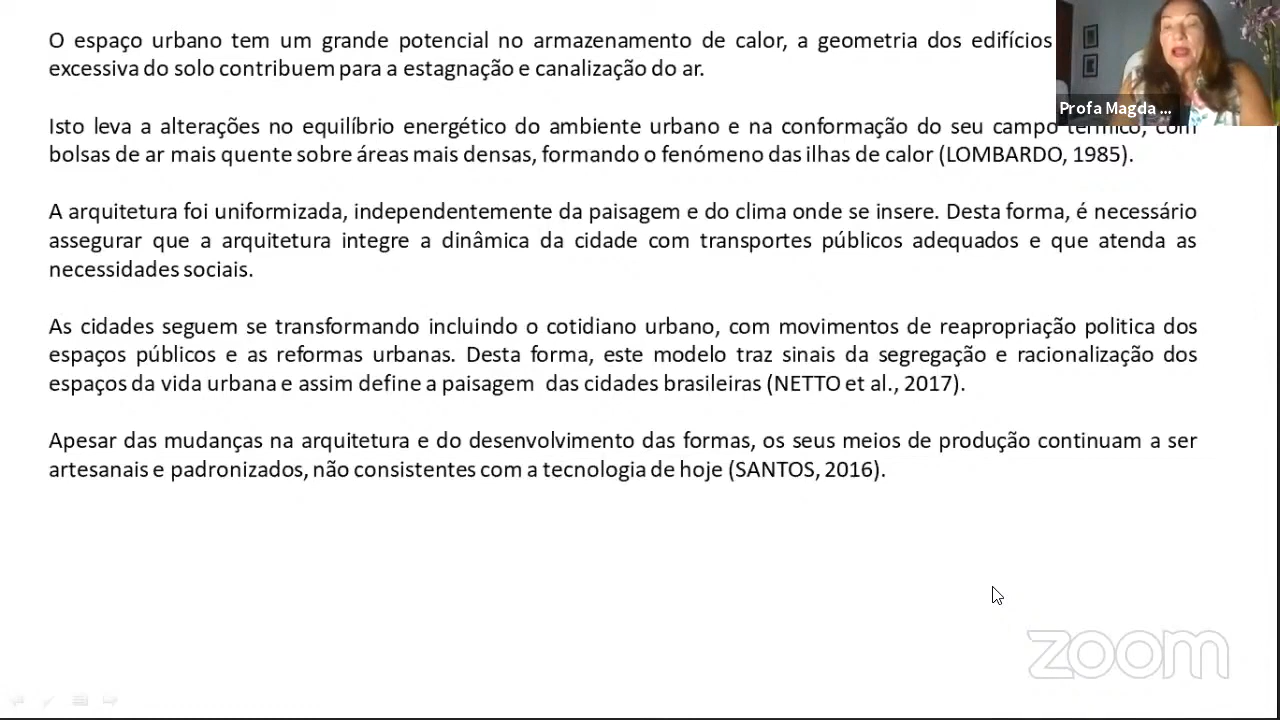 O espaço urbano tem um grande potencial no armazenamento de calor, a geometria dos edifícios
excessiva do solo contribuem para a estagnação e canalização do ar.
Isto leva a alterações no equilíbrio energético do ambiente urbano e na conformação do seu campo térmico, com
bolsas de ar mais quente sobre áreas mais densas, formando o fenómeno das ilhas de calor (LOMBARDO, 1985).
A arquitetura foi uniformizada, independentemente da paisagem e do clima onde se insere. Desta forma, é necessário
assegurar que a arquitetura integre a dinâmica da cidade com transportes públicos adequados e que atenda as
necessidades sociais.
As cidades seguem se transformando incluindo o cotidiano urbano, com movimentos de reapropriação politica dos
espaços públicos e as reformas urbanas. Desta forma, este modelo traz sinais da segregação e racionalização dos
espaços da vida urbana e assim define a paisagem das cidades brasileiras (NETTO et al., 2017).
Apesar das mudanças na arquitetura e do desenvolvimento das formas, os seus meios de produção continuam a ser
artesanais e padronizados, não consistentes com a tecnologia de hoje (SANTOS, 2016).
Profa Magda ...
zoom